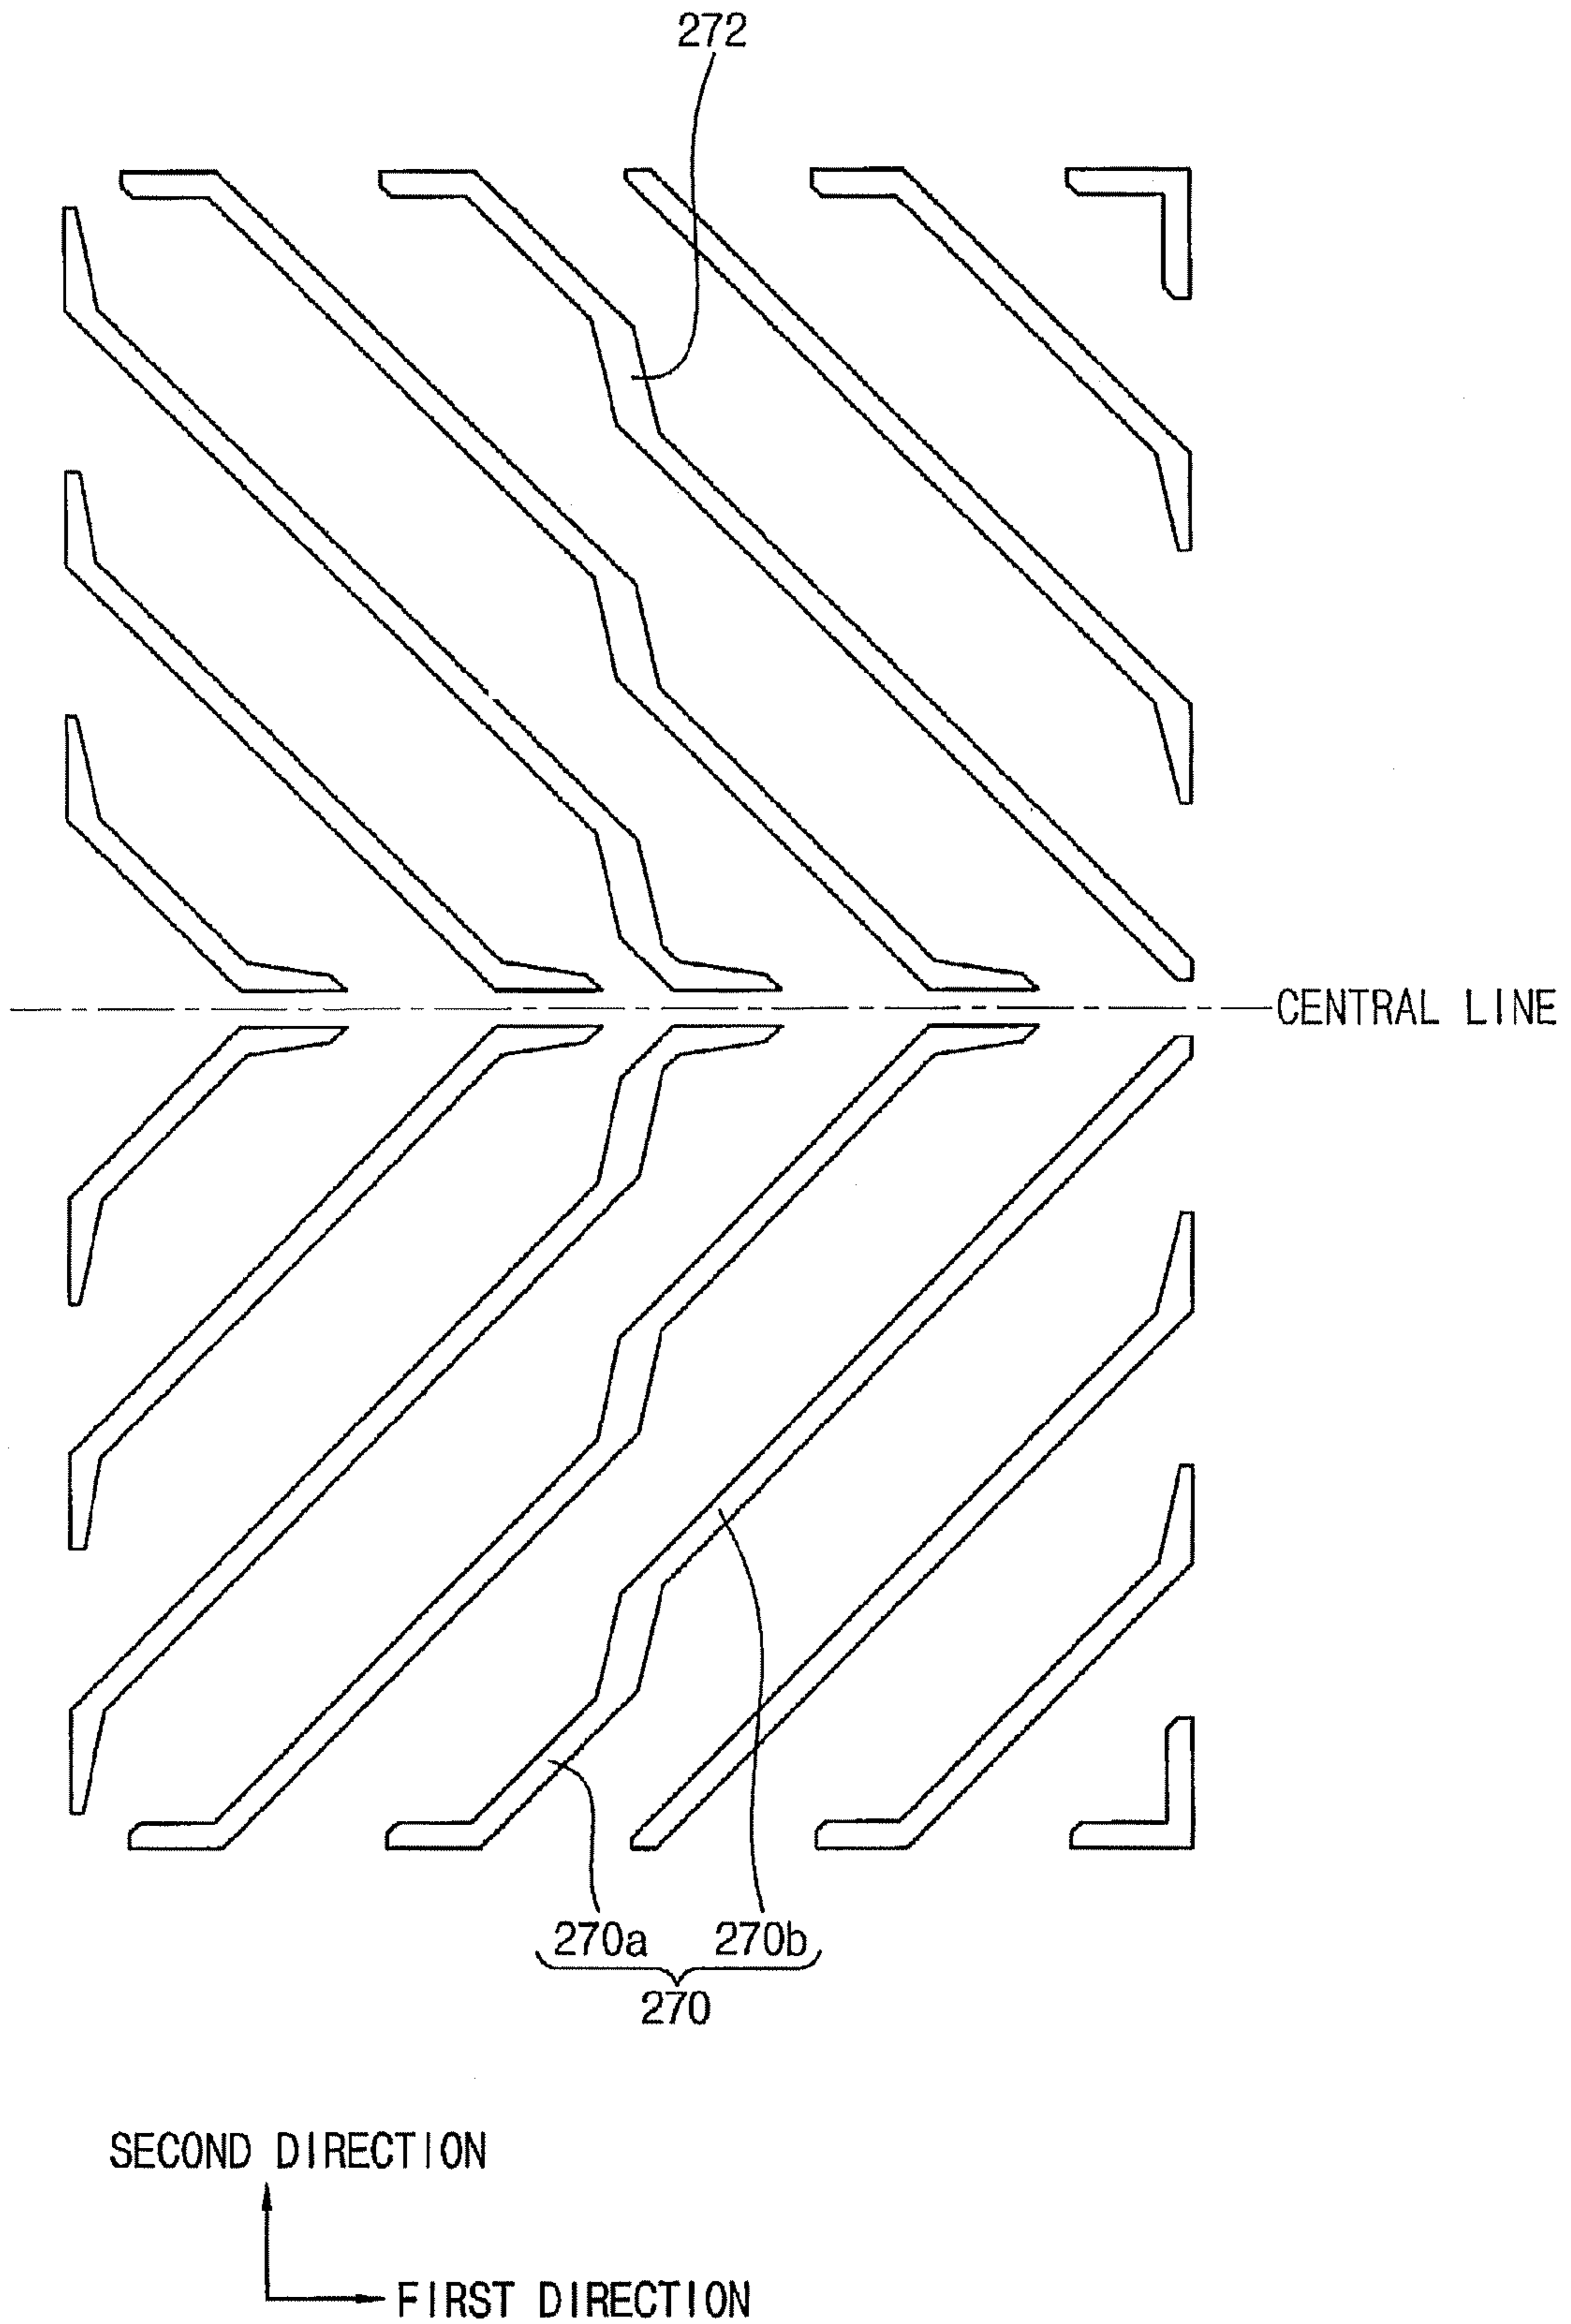 272
CENTRAL LINE
270a 270b
270
SECOND DIRECTION
FIRST DIRECTION